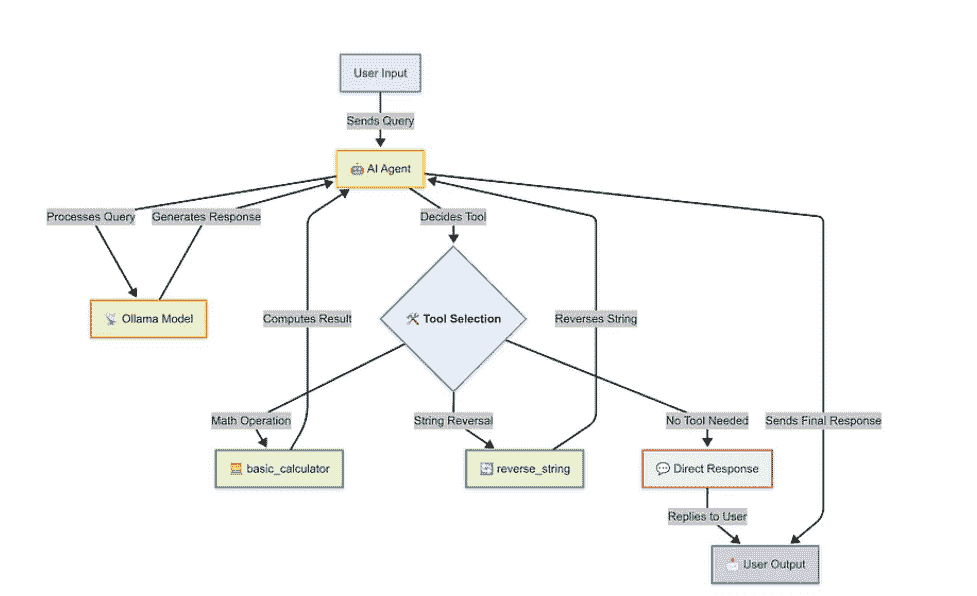 User Input
Sends Query
AI Agent
Processes Query
Generates Response
Decides Tool
Ollama Model
Computes Result
Tool Selection
Reverses String
Math Operation
String Reversal
No Tool Needed
Sends Final Response
basic_calculator
reverse_string
Direct Response
Replies to User
User Output